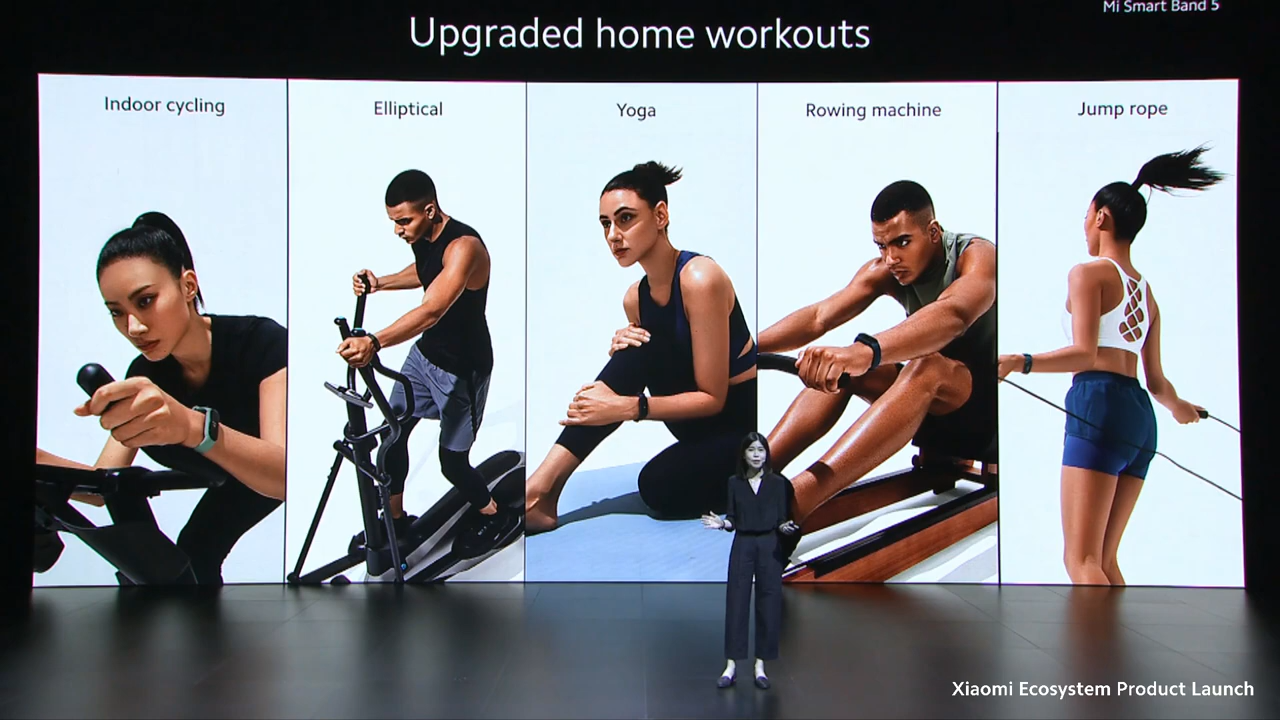 Mi Smart Band 5
Upgraded home workouts
Indoor cycling
Elliptical
Yoga
Rowing machine
Jump rope
Xiaomi Ecosystem Product Launch